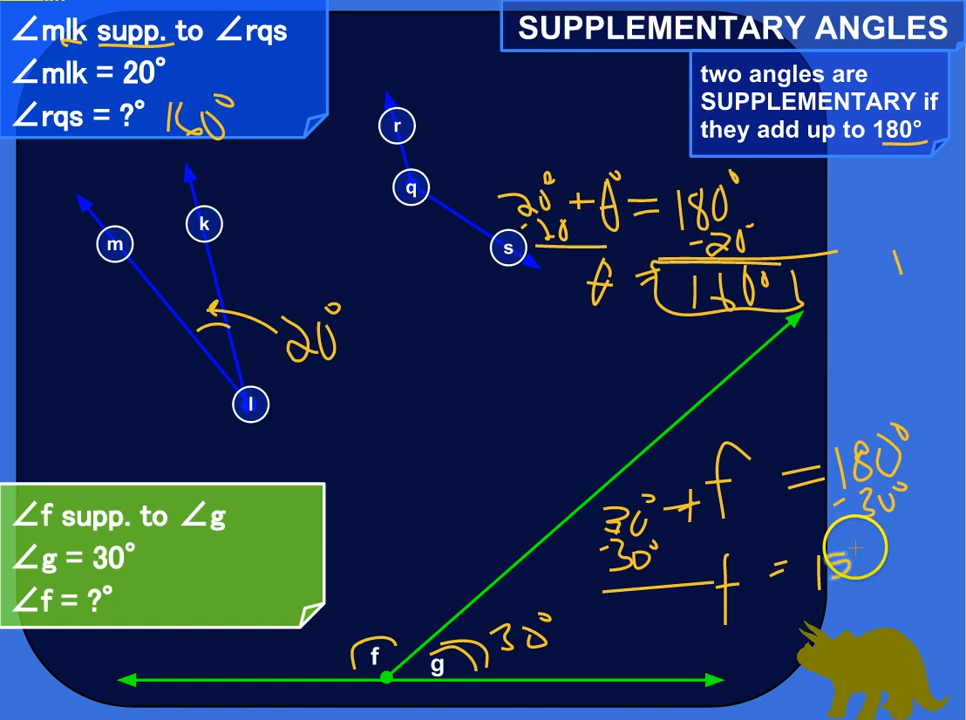 ∠mlk supp. to ∠rqs
∠mlk = 20°
∠rqs = ?° 160°
SUPPLEMENTARY ANGLES
two angles are
SUPPLEMENTARY if
they add up to 180°
r
q
s
m
k
l
20°
20° + θ° = 180°
-20 -20°
θ = 160°
∠f supp. to ∠g
∠g = 30°
∠f = ?°
30° + f = 180°
-30° -30°
f = 15
f
g
30°